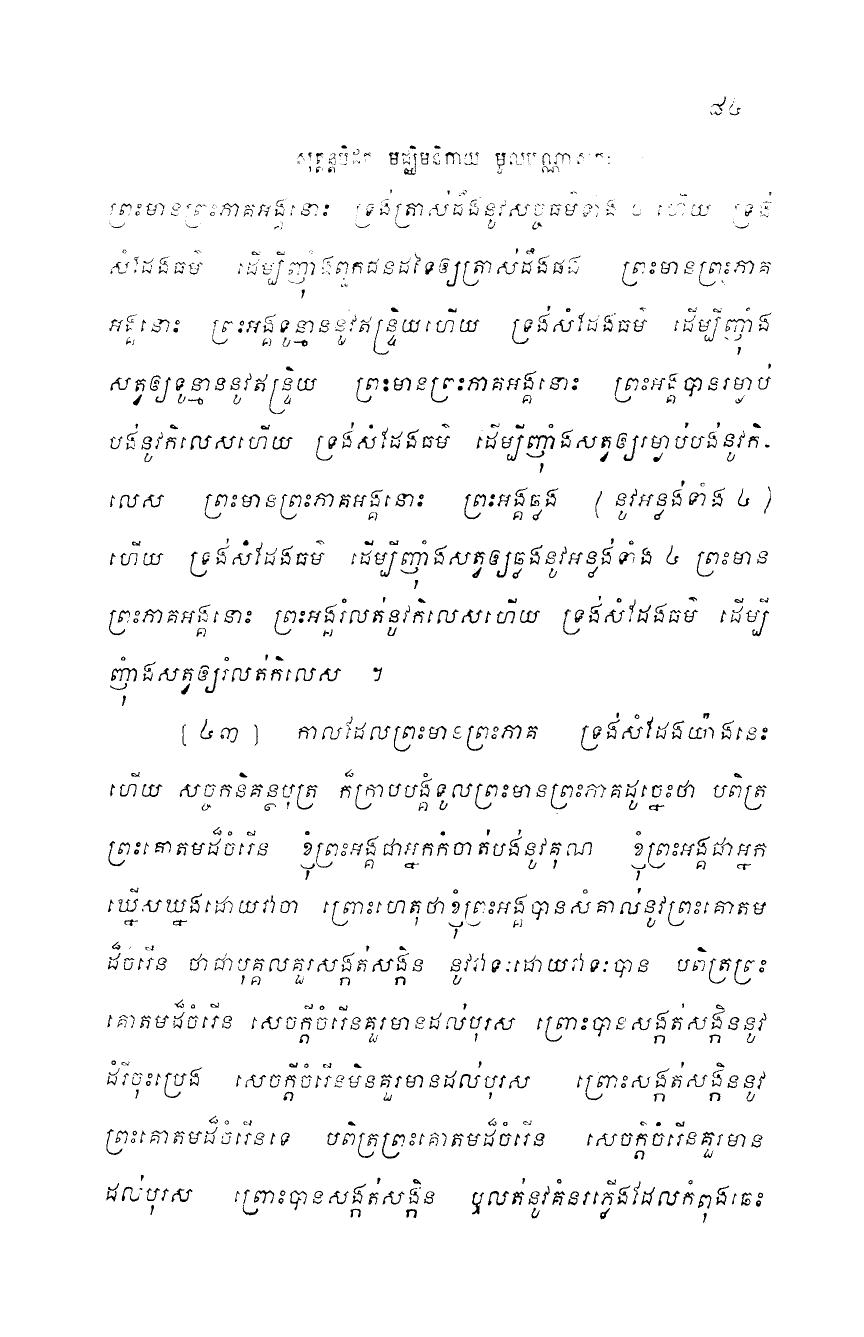 ៨៤
សុត្តន្តបិដក មជ្ឈិមនិកាយ មូលបណ្ណាសកៈ
ព្រះមានព្រះភាគអង្គនោះ ទ្រង់ត្រាស់ដឹងនូវសច្ចធម៌ទាំង ៤ ហើយ ទ្រង់
សំដែងធម៌ ដើម្បីញ៉ាំងពួកជនដទៃឲ្យត្រាស់ដឹងផង ព្រះមានព្រះភាគ
អង្គនោះ ព្រះអង្គទូន្មាននូវឥន្ទ្រិយហើយ ទ្រង់សំដែងធម៌ ដើម្បីញ៉ាំង
សត្វឲ្យទូន្មាននូវឥន្ទ្រិយ ព្រះមានព្រះភាគអង្គនោះ ព្រះអង្គបានរម្ងាប់
បង់នូវកិលេសហើយ ទ្រង់សំដែងធម៌ ដើម្បីញ៉ាំងសត្វឲ្យរម្ងាប់បង់នូវកិ-
លេស ព្រះមានព្រះភាគអង្គនោះ ព្រះអង្គឆ្លង (នូវអន្លង់ទាំង ៤)
ហើយ ទ្រង់សំដែងធម៌ ដើម្បីញ៉ាំងសត្វឲ្យឆ្លងនូវអន្លង់ទាំង ៤ ព្រះមាន
ព្រះភាគអង្គនោះ ព្រះអង្គរំលត់នូវកិលេសហើយ ទ្រង់សំដែងធម៌ ដើម្បី
ញុំាងសត្វឲ្យរំលត់កិលេស ។
[៤៣] កាលដែលព្រះមានព្រះភាគ ទ្រង់សំដែងយ៉ាងនេះ
ហើយ សច្ចកនិគន្ថបុត្រ ក៏ក្រាបបង្គំទូលព្រះមានព្រះភាគដូច្នេះថា បពិត្រ
ព្រះគោតមដ៏ចំរើន ខ្ញុំព្រះអង្គជាអ្នកកំចាត់បង់នូវគុណ ខ្ញុំព្រះអង្គជាអ្នក
ឃ្នើសឃ្នងដោយវាចា ព្រោះហេតុថាខ្ញុំព្រះអង្គបានសំគាល់នូវព្រះគោតម
ដ៏ចំរើន ថាជាបុគ្គលគួរសង្កត់សង្កិន នូវវាទៈដោយវាទៈបាន បពិត្រព្រះ
គោតមដ៏ចំរើន សេចក្តីចំរើនគួរមានដល់បុរស ព្រោះបានសង្កត់សង្កិននូវ
ដំរីចុះប្រេង សេចក្តីចំរើនមិនគួរមានដល់បុរស ព្រោះសង្កត់សង្កិននូវ
ព្រះគោតមដ៏ចំរើនទេ បពិត្រព្រះគោតមដ៏ចំរើន សេចក្តីចំរើនគួរមាន
ដល់បុរស ព្រោះបានសង្កត់សង្កិន ឬលត់នូវគំនរភ្លើងដែលកំពុងឆេះ